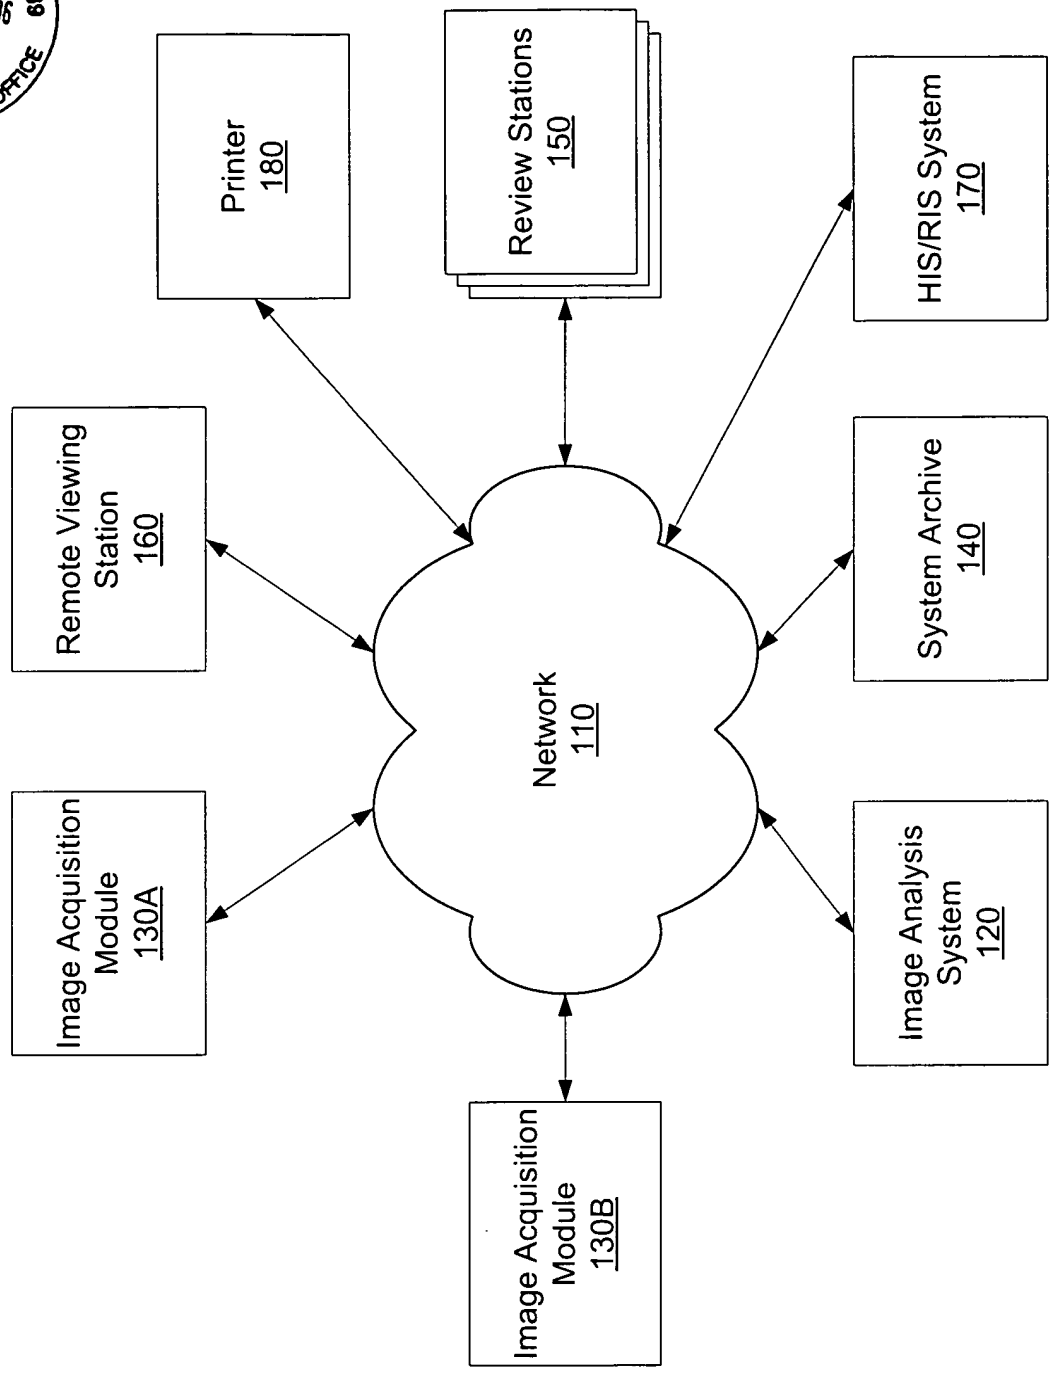 OFFICE
Image Acquisition
Module
130A
Remote Viewing
Station
160
Printer
180
Image Acquisition
Module
130B
Network
110
Review Stations
150
Image Analysis
System
120
System Archive
140
HIS/RIS System
170